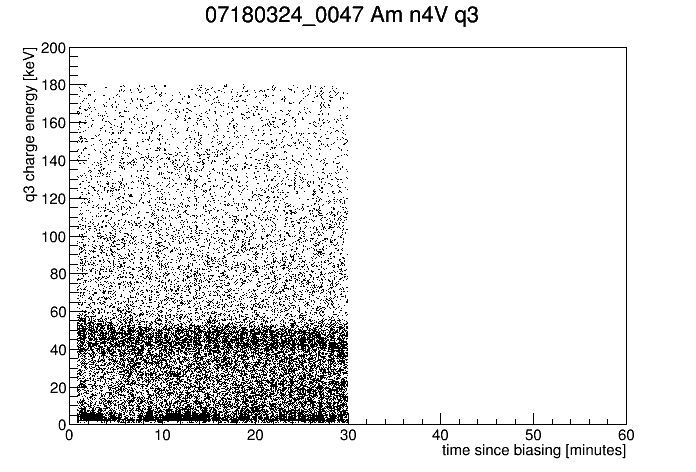 07180324_0047 Am n4V q3
q3 charge energy [keV]
200
180
160
140
120
100
80
60
40
20
0
0 10 20 30 40 50 60
time since biasing [minutes]